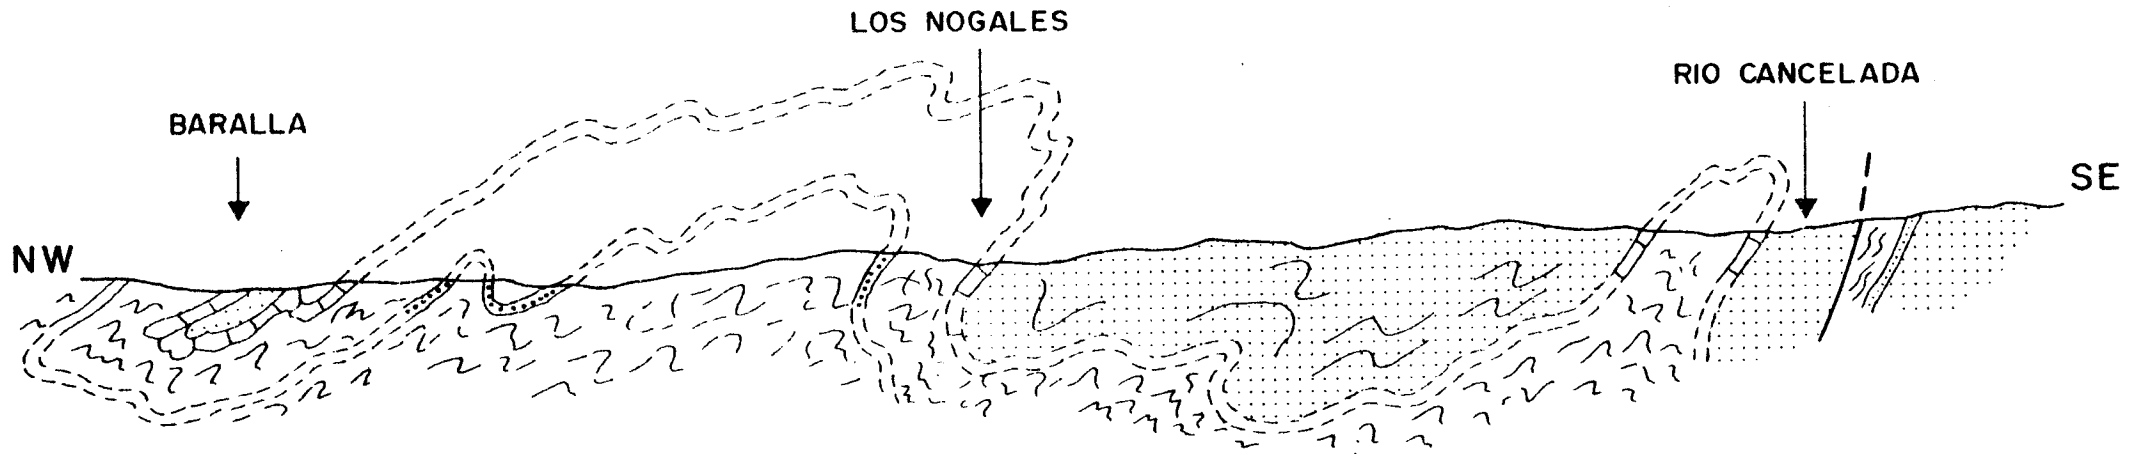 LOS NOGALES
RIO CANCELADA
BARALLA
SE
NW